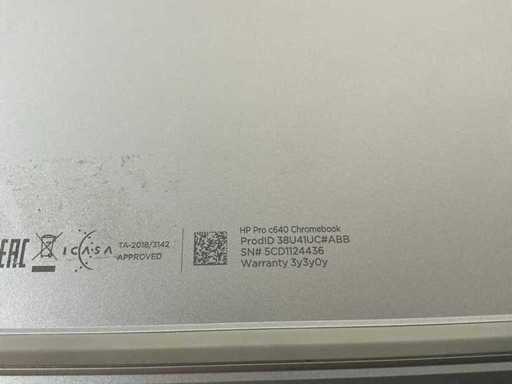 HP Pro c640 Chromebook
ProdID 38U41UC#ABB
SN# 5CD1124436
Warranty 3y3y0y
EAC
ICASA
TA-2018/3142
APPROVED